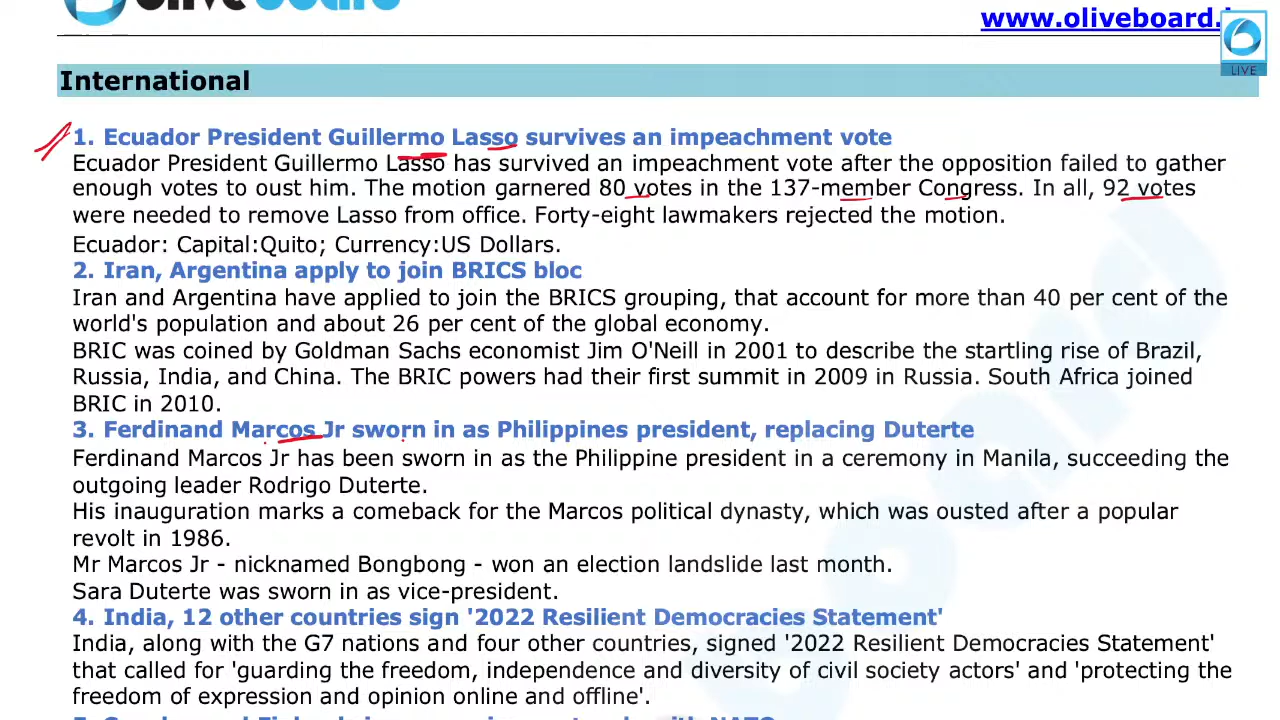 oliveboard
www.oliveboard.
LIVE
International
1. Ecuador President Guillermo Lasso survives an impeachment vote
Ecuador President Guillermo Lasso has survived an impeachment vote after the opposition failed to gather
enough votes to oust him. The motion garnered 80 votes in the 137-member Congress. In all, 92 votes
were needed to remove Lasso from office. Forty-eight lawmakers rejected the motion.
Ecuador: Capital:Quito; Currency:US Dollars.
2. Iran, Argentina apply to join BRICS bloc
Iran and Argentina have applied to join the BRICS grouping, that account for more than 40 per cent of the
world's population and about 26 per cent of the global economy.
BRIC was coined by Goldman Sachs economist Jim O'Neill in 2001 to describe the startling rise of Brazil,
Russia, India, and China. The BRIC powers had their first summit in 2009 in Russia. South Africa joined
BRIC in 2010.
3. Ferdinand Marcos Jr sworn in as Philippines president, replacing Duterte
Ferdinand Marcos Jr has been sworn in as the Philippine president in a ceremony in Manila, succeeding the
outgoing leader Rodrigo Duterte.
His inauguration marks a comeback for the Marcos political dynasty, which was ousted after a popular
revolt in 1986.
Mr Marcos Jr - nicknamed Bongbong - won an election landslide last month.
Sara Duterte was sworn in as vice-president.
4. India, 12 other countries sign '2022 Resilient Democracies Statement'
India, along with the G7 nations and four other countries, signed '2022 Resilient Democracies Statement'
that called for 'guarding the freedom, independence and diversity of civil society actors' and 'protecting the
freedom of expression and opinion online and offline'.